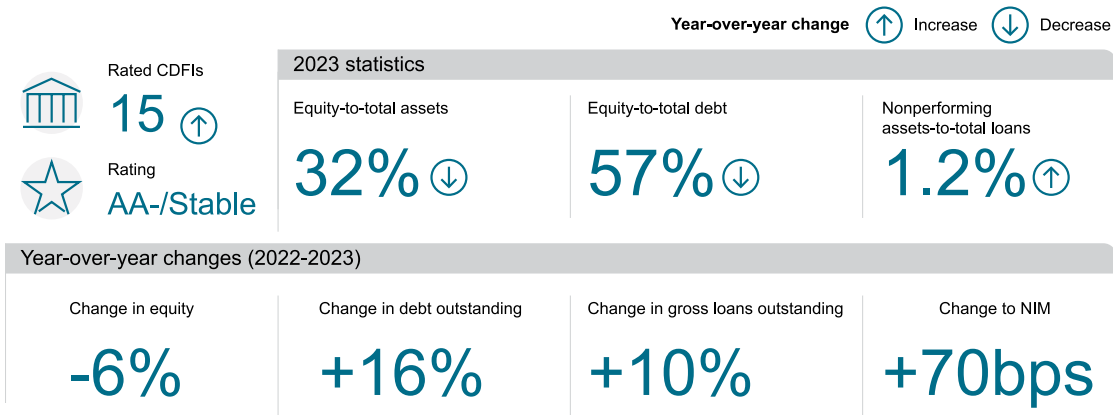 Year-over-year change Increase Decrease
Rated CDFIs
15
Rating
AA-/Stable
2023 statistics
Equity-to-total assets
32%
Equity-to-total debt
57%
Nonperforming
assets-to-total loans
1.2%
Year-over-year changes (2022-2023)
Change in equity
-6%
Change in debt outstanding
+16%
Change in gross loans outstanding
+10%
Change to NIM
+70bps